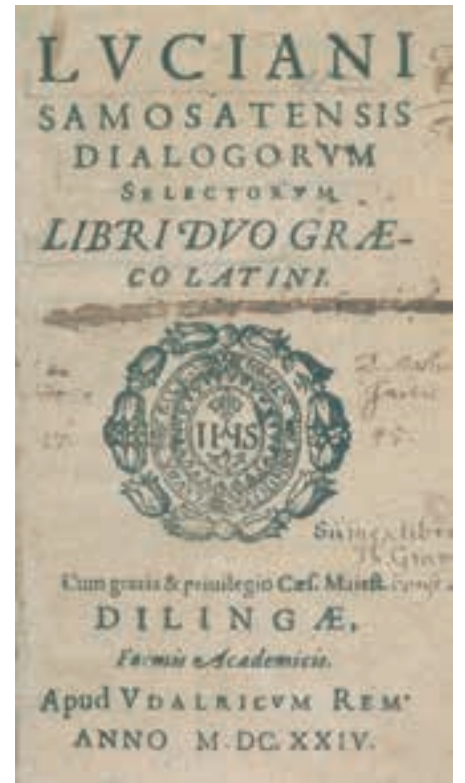 LVCIANI
SAMOSATENSIS
DIALOGORVM
SELECTORVM
LIBRI DVO GRÆ-
CO LATINI.
IHS
Cum gratia & priuilegio Cæs. Maiest.
DILINGÆ,
Formis Academicis.
Apud VDALRICVM REM.
ANNO M.DC.XXIV.